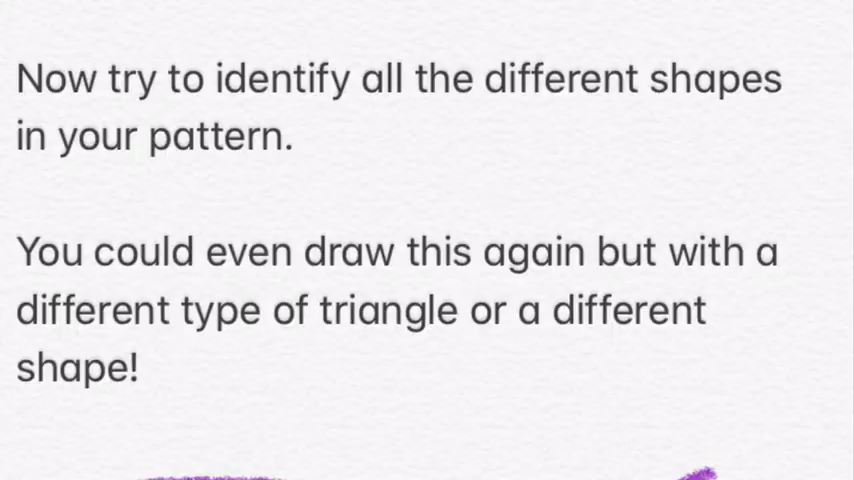 Now try to identify all the different shapes
in your pattern.
You could even draw this again but with a
different type of triangle or a different
shape!